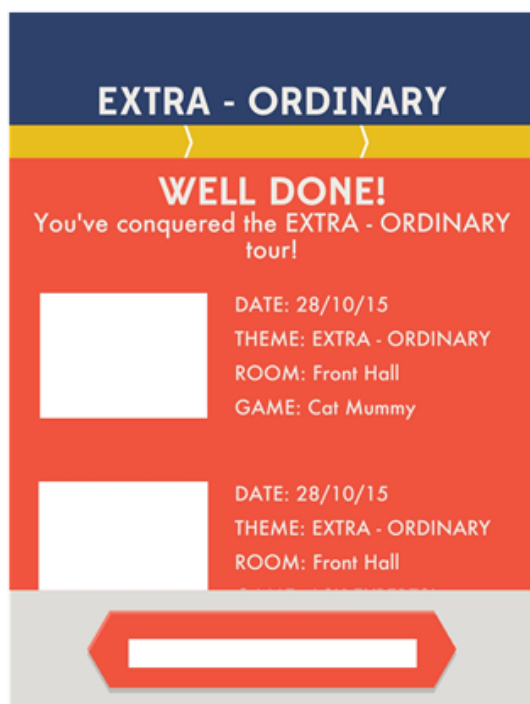 EXTRA - ORDINARY
WELL DONE!
You've conquered the EXTRA - ORDINARY
tour!
DATE: 28/10/15
THEME: EXTRA - ORDINARY
ROOM: Front Hall
GAME: Cat Mummy
DATE: 28/10/15
THEME: EXTRA - ORDINARY
ROOM: Front Hall